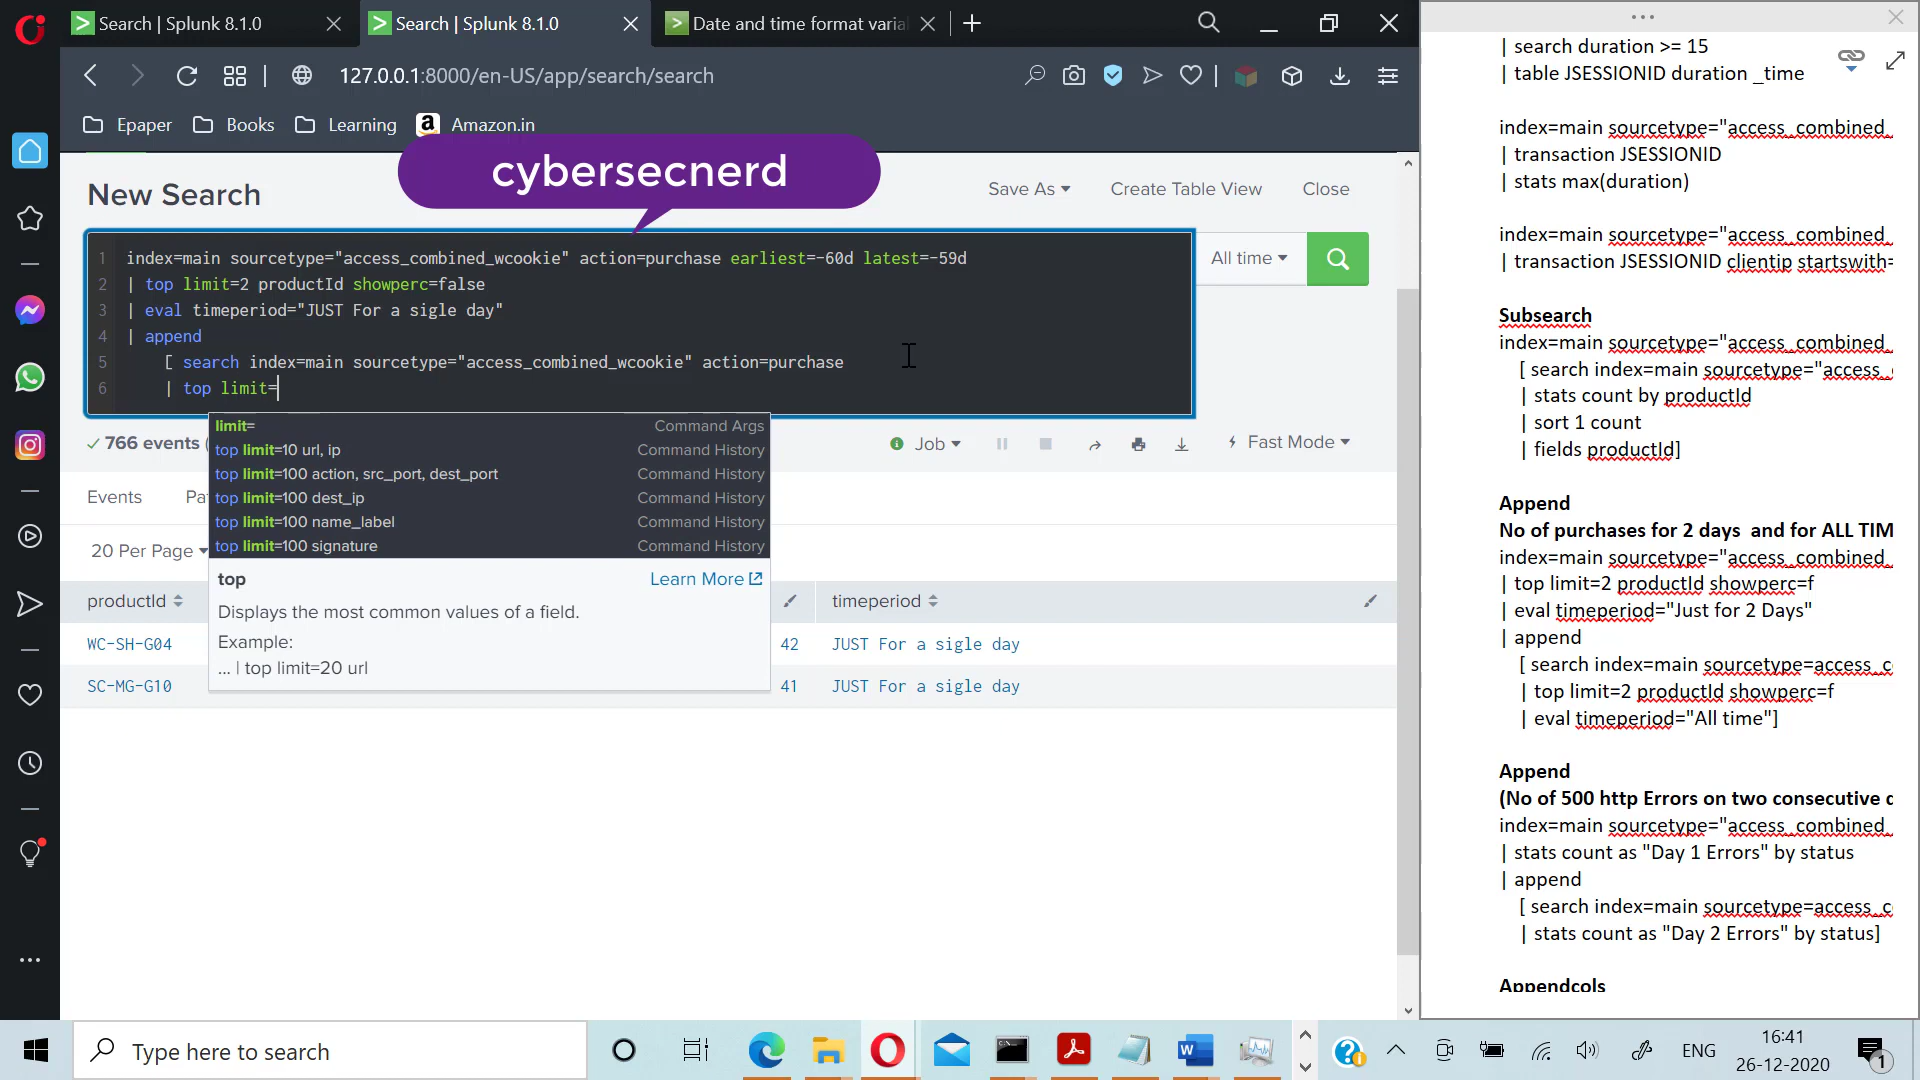 Search | Splunk 8.1.0
Search | Splunk 8.1.0
Date and time format varia
127.0.0.1:8000/en-US/app/search/search
Epaper
Books
Learning
a Amazon.in
cybersecnerd
New Search
Save As
Create Table View
Close
1 index=main sourcetype="access_combined_wcookie" action=purchase earliest=-60d latest=-59d
2 | top limit=2 productId showperc=false
3 | eval timeperiod="JUST For a sigle day"
4 | append
5 [ search index=main sourcetype="access_combined_wcookie" action=purchase
6 | top limit=
All time
limit= Command Args
top limit=10 url, ip Command History
top limit=100 action, src_port, dest_port Command History
top limit=100 dest_ip Command History
top limit=100 name_label Command History
top limit=100 signature Command History
top
Learn More
Displays the most common values of a field.
Example:
... | top limit=20 url
766 events (
Job
Fast Mode
Events
Pa
20 Per Page
productId
timeperiod
WC-SH-G04 42 JUST For a sigle day
SC-MG-G10 41 JUST For a sigle day
| search duration >= 15
| table JSESSIONID duration _time
index=main sourcetype="access_combined_
| transaction JSESSIONID
| stats max(duration)
index=main sourcetype="access_combined_
| transaction JSESSIONID clientip startswith=
Subsearch
index=main sourcetype="access_combined_
[ search index=main sourcetype="access_c
| stats count by productId
| sort 1 count
| fields productId]
Append
No of purchases for 2 days and for ALL TIM
index=main sourcetype="access_combined_
| top limit=2 productId showperc=f
| eval timeperiod="Just for 2 Days"
| append
[ search index=main sourcetype=access_c
| top limit=2 productId showperc=f
| eval timeperiod="All time"]
Append
(No of 500 http Errors on two consecutive d
index=main sourcetype="access_combined_
| stats count as "Day 1 Errors" by status
| append
[ search index=main sourcetype=access_c
| stats count as "Day 2 Errors" by status]
Appendcols
Type here to search
ENG
16:41
26-12-2020
1